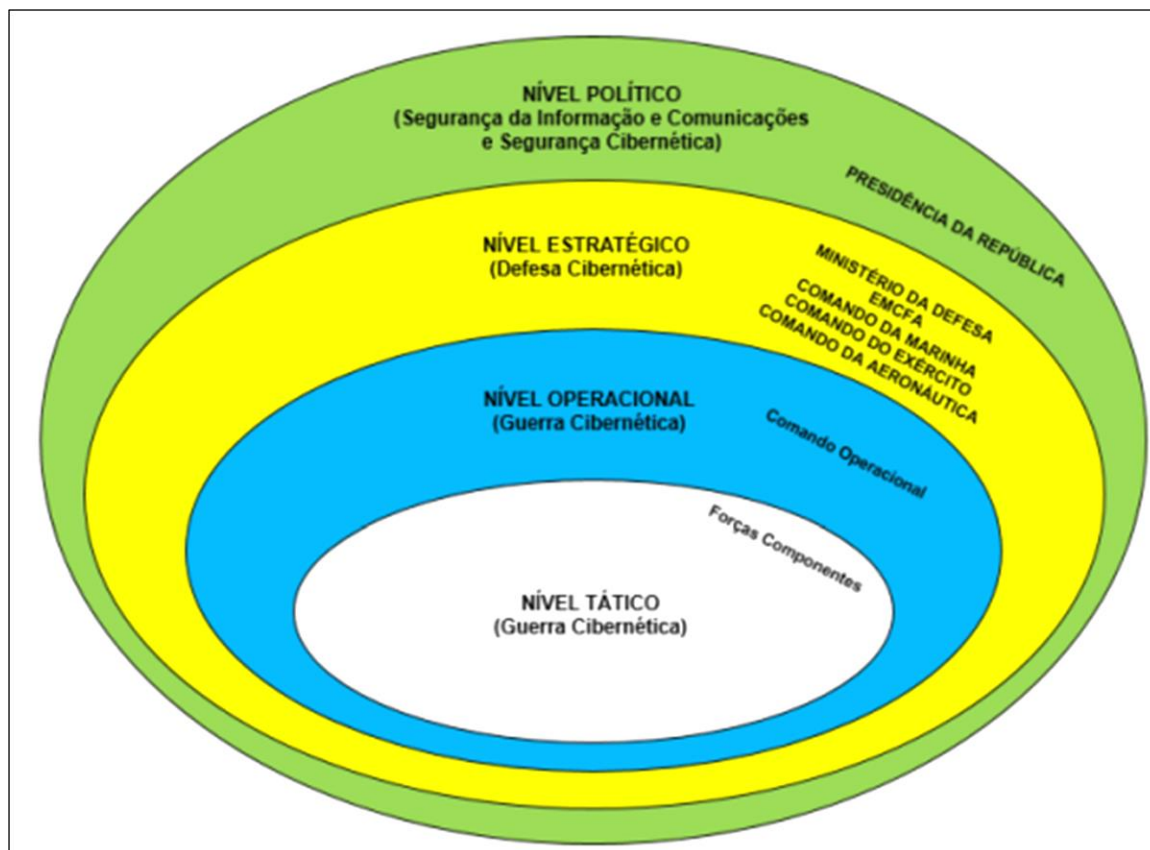 NÍVEL POLÍTICO
(Segurança da Informação e Comunicações
e Segurança Cibernética)
PRESIDÊNCIA DA REPÚBLICA
NÍVEL ESTRATÉGICO
(Defesa Cibernética)
MINISTÉRIO DA DEFESA
EMCFA
COMANDO DA MARINHA
COMANDO DO EXÉRCITO
COMANDO DA AERONÁUTICA
NÍVEL OPERACIONAL
(Guerra Cibernética)
Comando Operacional
Forças Componentes
NÍVEL TÁTICO
(Guerra Cibernética)